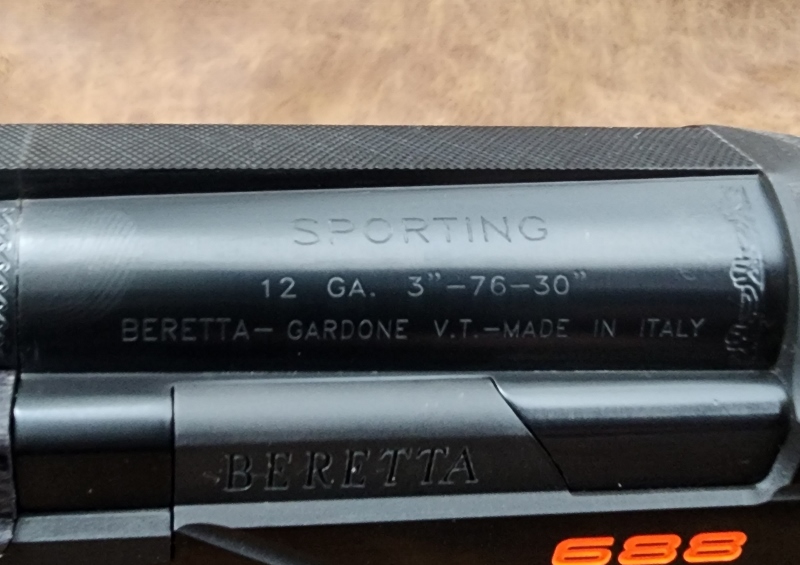 SPORTING
12 GA. 3”-76-30”
BERETTA- GARDONE V.T.-MADE IN ITALY
BERETTA
688